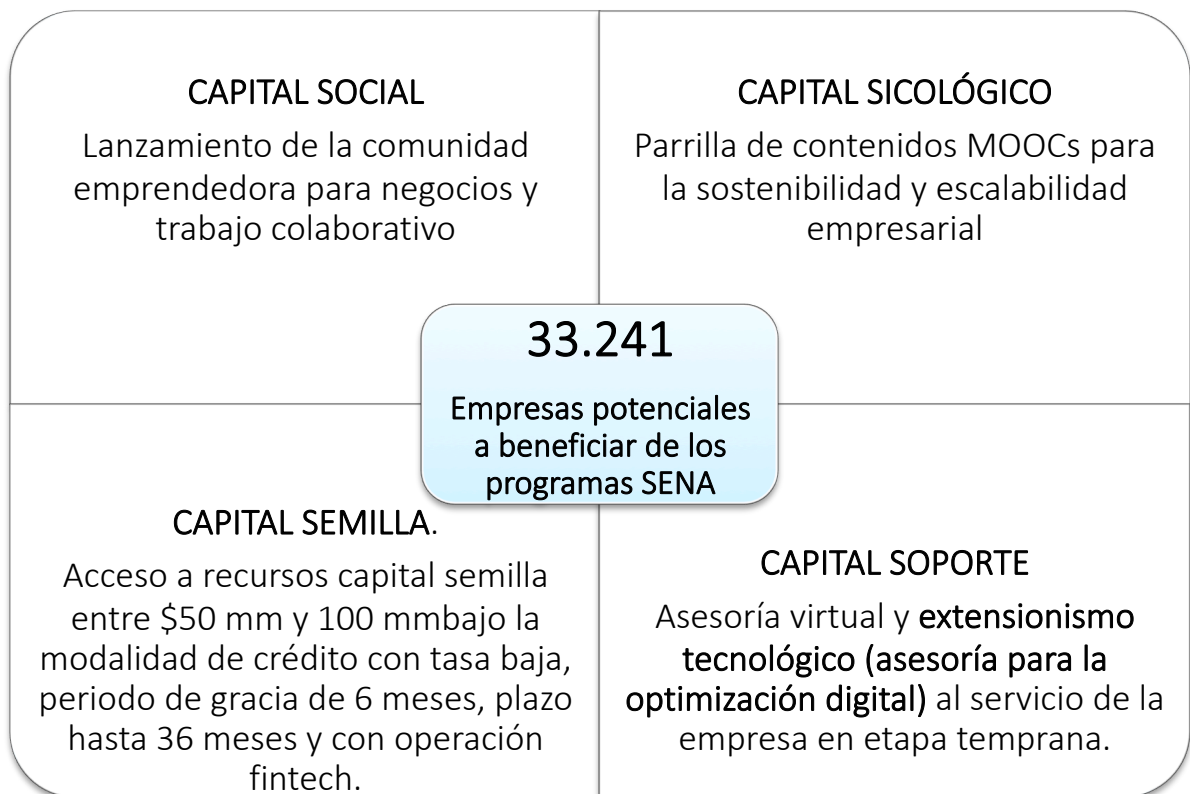 CAPITAL SOCIAL
Lanzamiento de la comunidad
emprendedora para negocios y
trabajo colaborativo
CAPITAL SICOLÓGICO
Parrilla de contenidos MOOCs para
la sostenibilidad y escalabilidad
empresarial
33.241
Empresas potenciales
a beneficiar de los
programas SENA
CAPITAL SEMILLA.
Acceso a recursos capital semilla
entre $50 mm y 100 mmbajo la
modalidad de crédito con tasa baja,
periodo de gracia de 6 meses, plazo
hasta 36 meses y con operación
fintech.
CAPITAL SOPORTE
Asesoría virtual y extensionismo
tecnológico (asesoría para la
optimización digital) al servicio de la
empresa en etapa temprana.